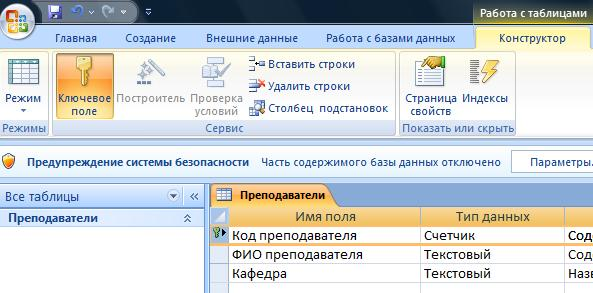 Работа с таблицами
Главная Создание Внешние данные Работа с базами данных Конструктор
Режим
Ключевое поле
Построитель
Проверка условий
Вставить строки
Удалить строки
Столбец подстановок
Страница свойств
Индексы
Режимы Сервис Показать или скрыть
Предупреждение системы безопасности Часть содержимого базы данных отключено Параметры..
Все таблицы
Преподаватели
Преподаватели
Имя поля Тип данных
Код преподавателя Счетчик Соде
ФИО преподавателя Текстовый Соде
Кафедра Текстовый Назв